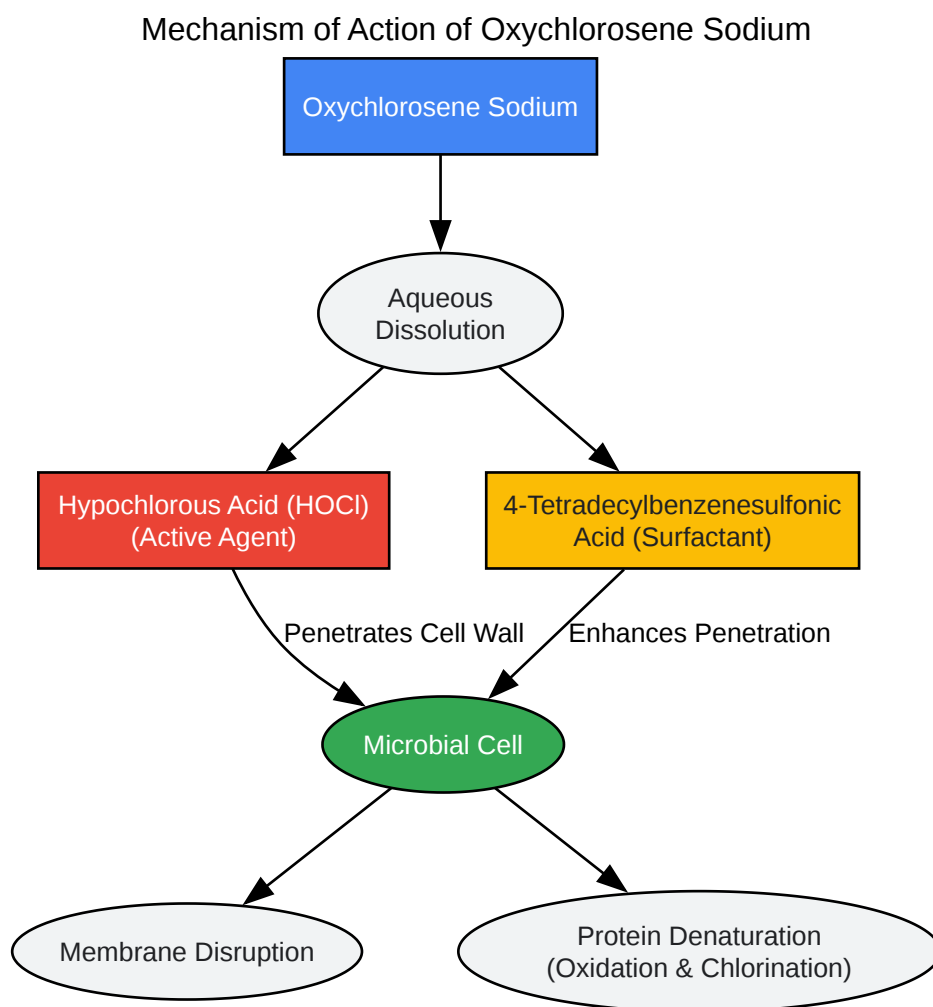 Mechanism of Action of Oxychlorosene Sodium
Oxychlorosene Sodium
Aqueous
Dissolution
Hypochlorous Acid (HOCl)
(Active Agent)
4-Tetradecylbenzenesulfonic
Acid (Surfactant)
Penetrates Cell Wall
Enhances Penetration
Microbial Cell
Membrane Disruption
Protein Denaturation
(Oxidation & Chlorination)